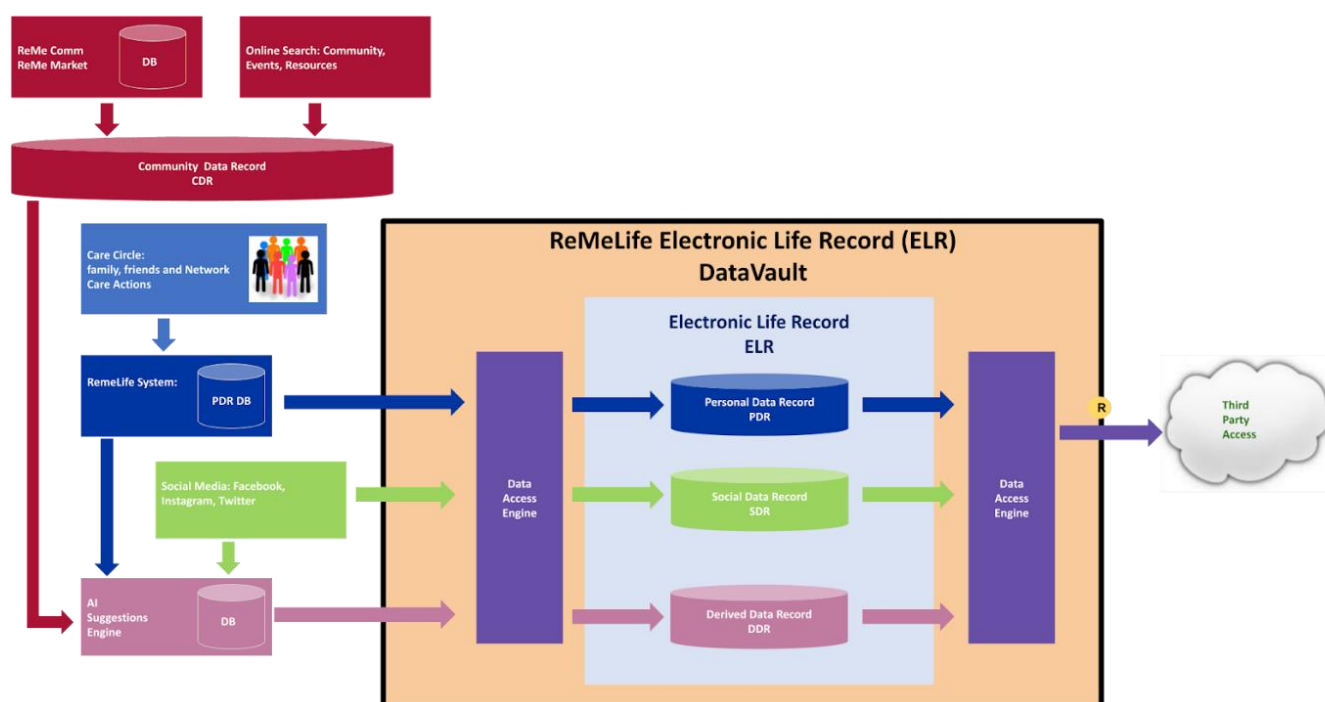 ReMe Comm
ReMe Market
DB
Online Search: Community,
Events, Resources
Community Data Record
CDR
Care Circle:
family, friends and Network
Care Actions
RemeLife System:
PDR DB
Social Media: Facebook,
Instagram, Twitter
AI
Suggestions
Engine
DB
ReMeLife Electronic Life Record (ELR)
DataVault
Electronic Life Record
ELR
Data
Access
Engine
Personal Data Record
PDR
Social Data Record
SDR
Derived Data Record
DDR
Data
Access
Engine
R
Third
Party
Access